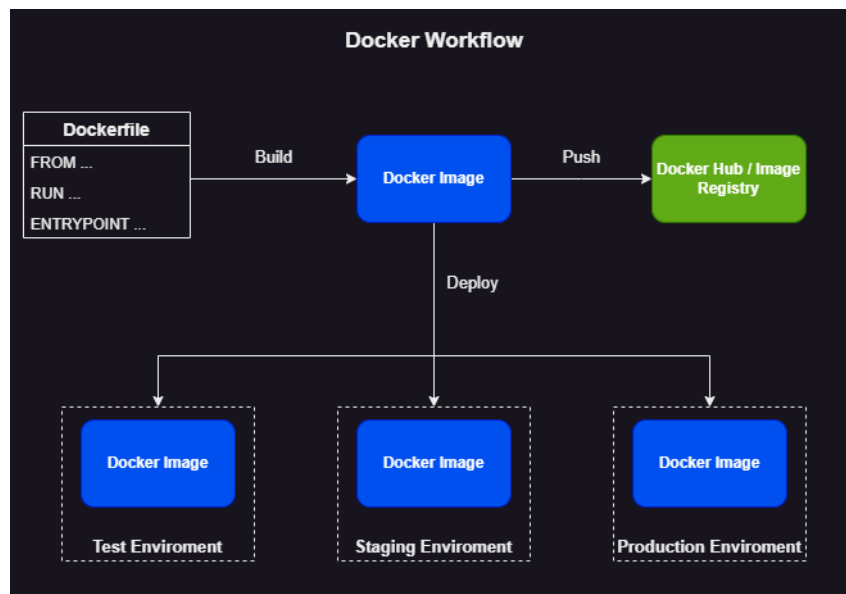 Docker Workflow
Dockerfile
FROM ...
RUN ...
ENTRYPOINT ...
Build
Docker Image
Push
Docker Hub / Image
Registry
Deploy
Docker Image
Docker Image
Docker Image
Test Enviroment
Staging Enviroment
Production Enviroment